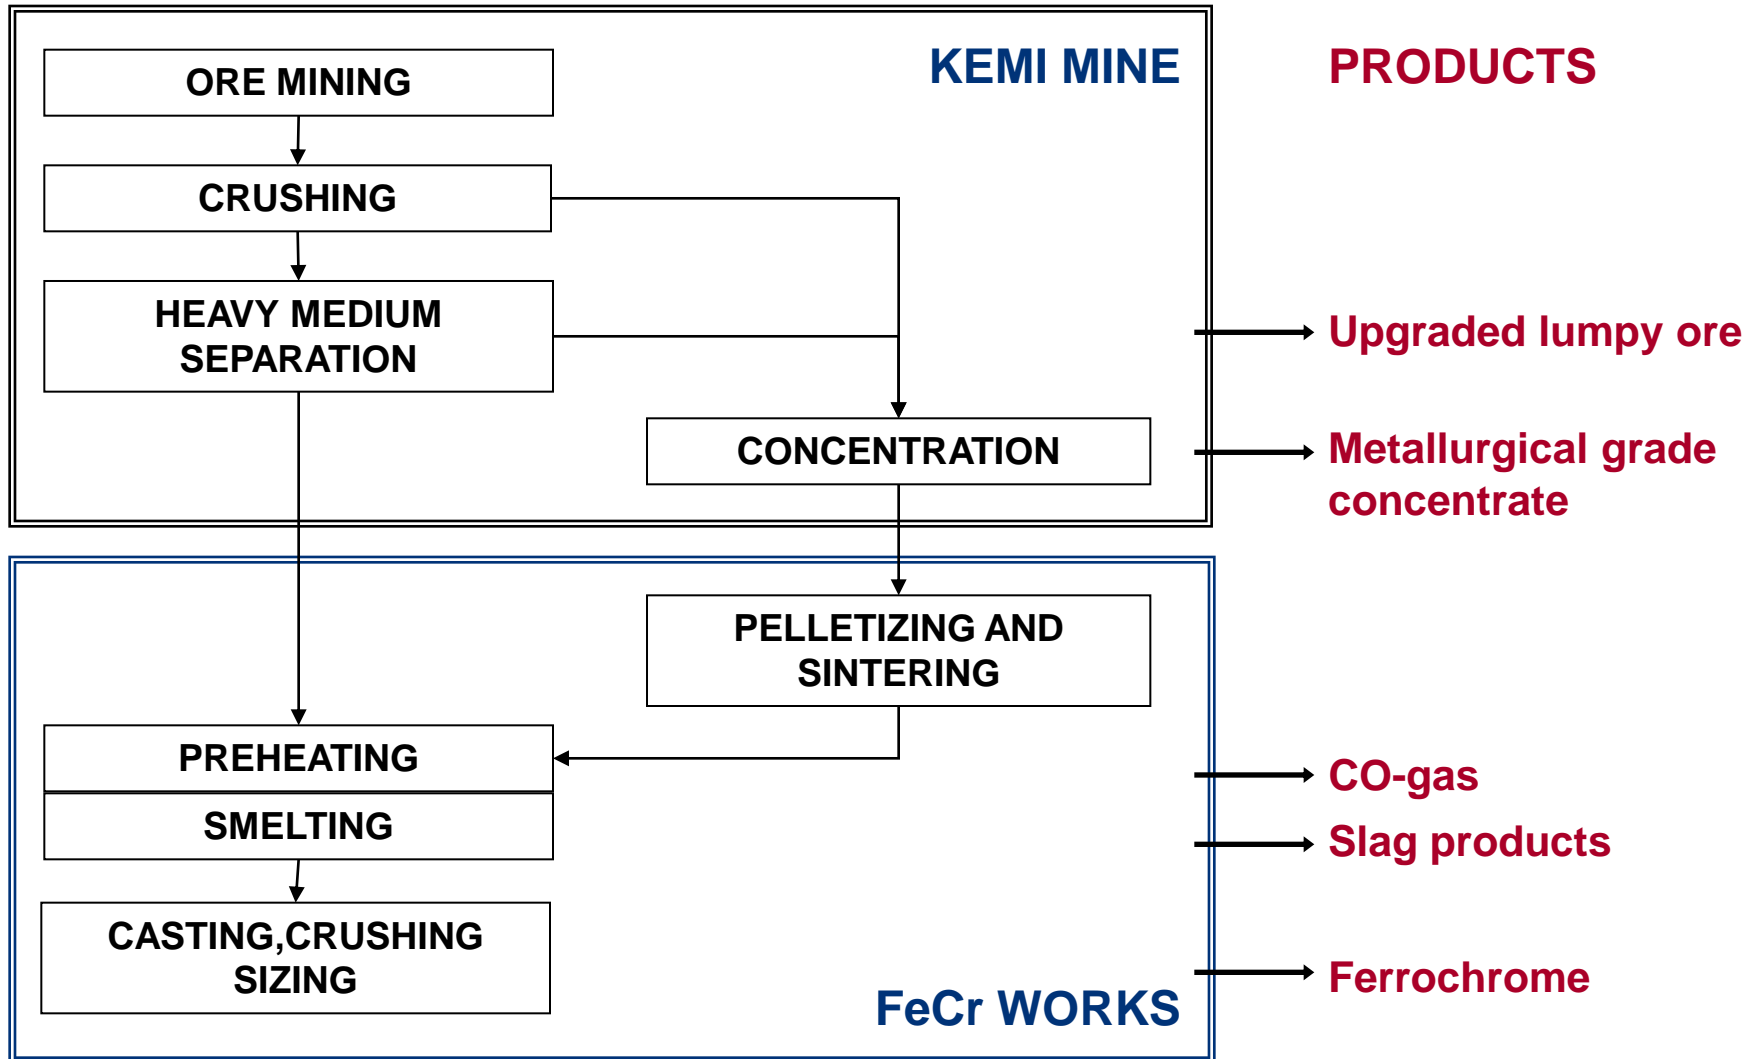 KEMI MINE
PRODUCTS
ORE MINING
CRUSHING
HEAVY MEDIUM
SEPARATION
Upgraded lumpy ore
CONCENTRATION
Metallurgical grade
concentrate
PELLETIZING AND
SINTERING
PREHEATING
CO-gas
SMELTING
Slag products
CASTING,CRUSHING
SIZING
Ferrochrome
FeCr WORKS